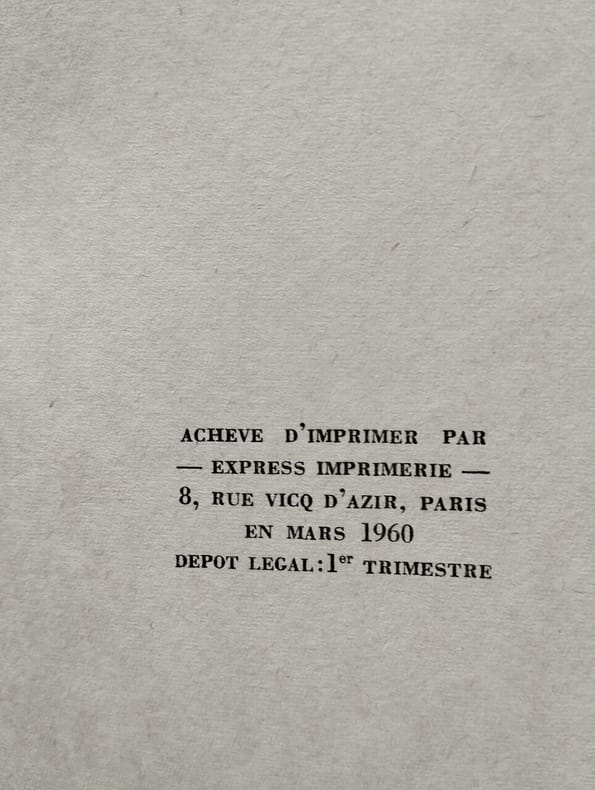 ACHEVE D'IMPRIMER PAR
— EXPRESS IMPRIMERIE —
8, RUE VICQ D'AZIR, PARIS
EN MARS 1960
DEPOT LEGAL:1er TRIMESTRE